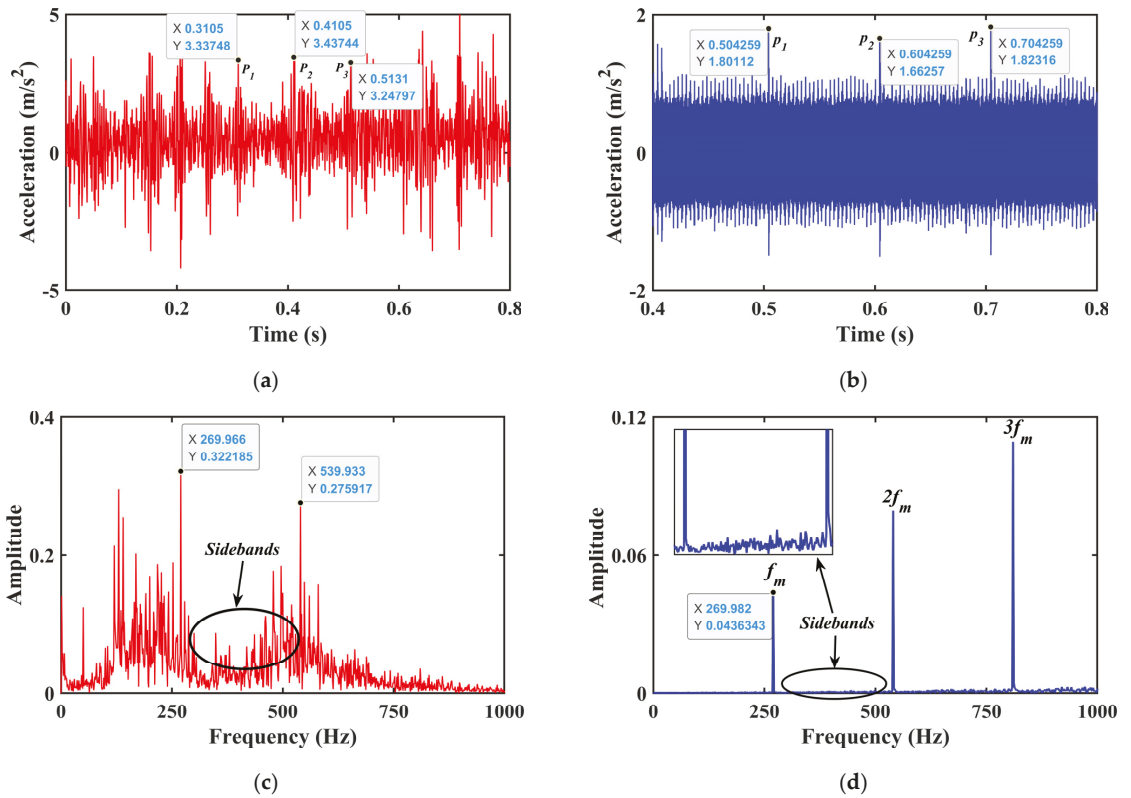 5
X 0.3105
Y 3.33748
X 0.4105
Y 3.43744
P1
P2
P3
X 0.5131
Y 3.24797
0
-5
0
0.2
0.4
0.6
0.8
Acceleration (m/s²)
Time (s)
(a)
2
X 0.504259
Y 1.80112
p1
p2
X 0.604259
Y 1.66257
p3
X 0.704259
Y 1.82316
0
-2
0.4
0.5
0.6
0.7
0.8
Acceleration (m/s²)
Time (s)
(b)
0.4
X 269.966
Y 0.322185
X 539.933
Y 0.275917
Sidebands
0.2
0
0
250
500
750
1000
Amplitude
Frequency (Hz)
(c)
0.12
3fm
2fm
0.06
fm
X 269.982
Y 0.0436343
Sidebands
0
0
250
500
750
1000
Amplitude
Frequency (Hz)
(d)